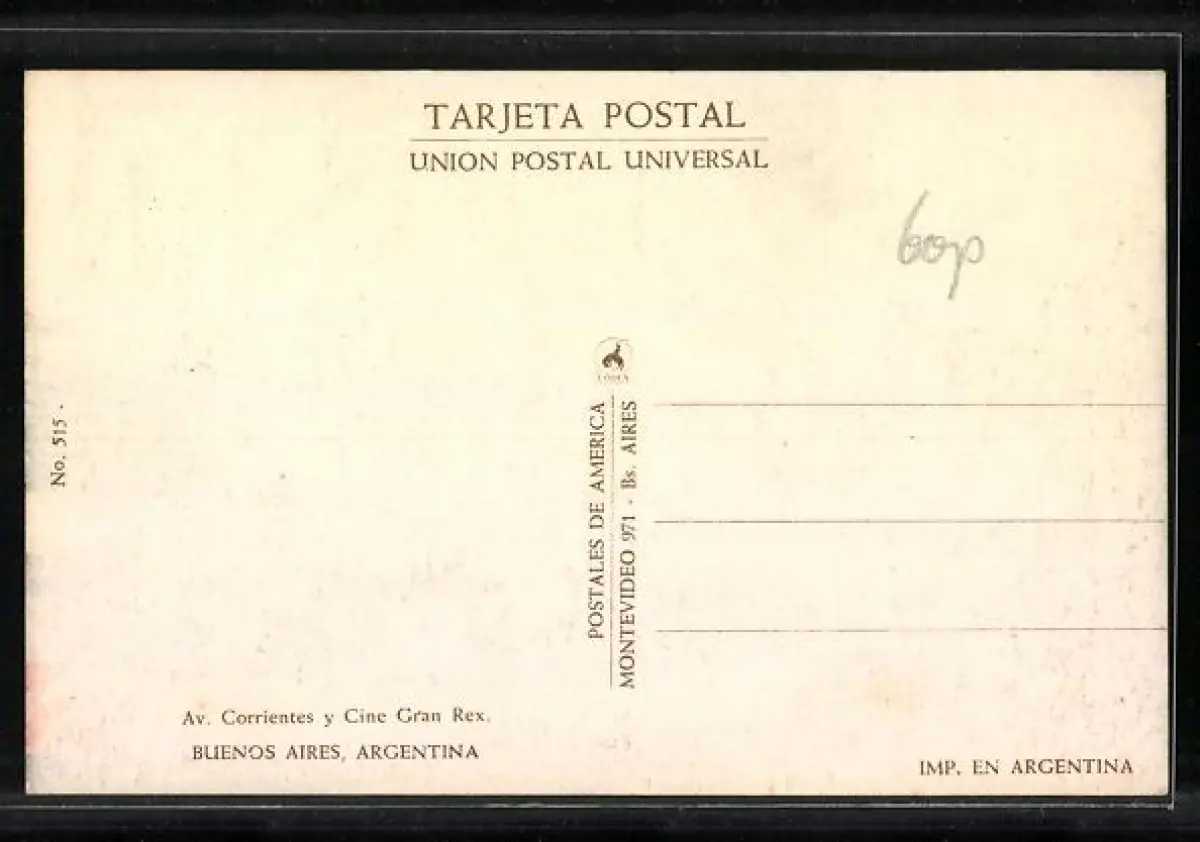 TARJETA POSTAL
UNION POSTAL UNIVERSAL
60p
No. 515.
POSTALES DE AMERICA
MONTEVIDEO 971 - Bs. AIRES
Av. Corrientes y Cine Gran Rex.
BUENOS AIRES, ARGENTINA
IMP. EN ARGENTINA